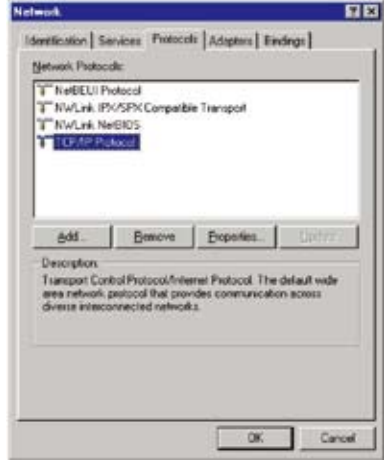 Network
Identification Services Protocols Adapters Bindings
Network Protocols:
NetBEUI Protocol
NWLink IPX/SPX Compatible Transport
NWLink NetBIOS
TCP/IP Protocol
Add... Remove Properties... Update
Description:
Transport Control Protocol/Internet Protocol. The default wide
area network protocol that provides communication across
diverse interconnected networks.
OK Cancel